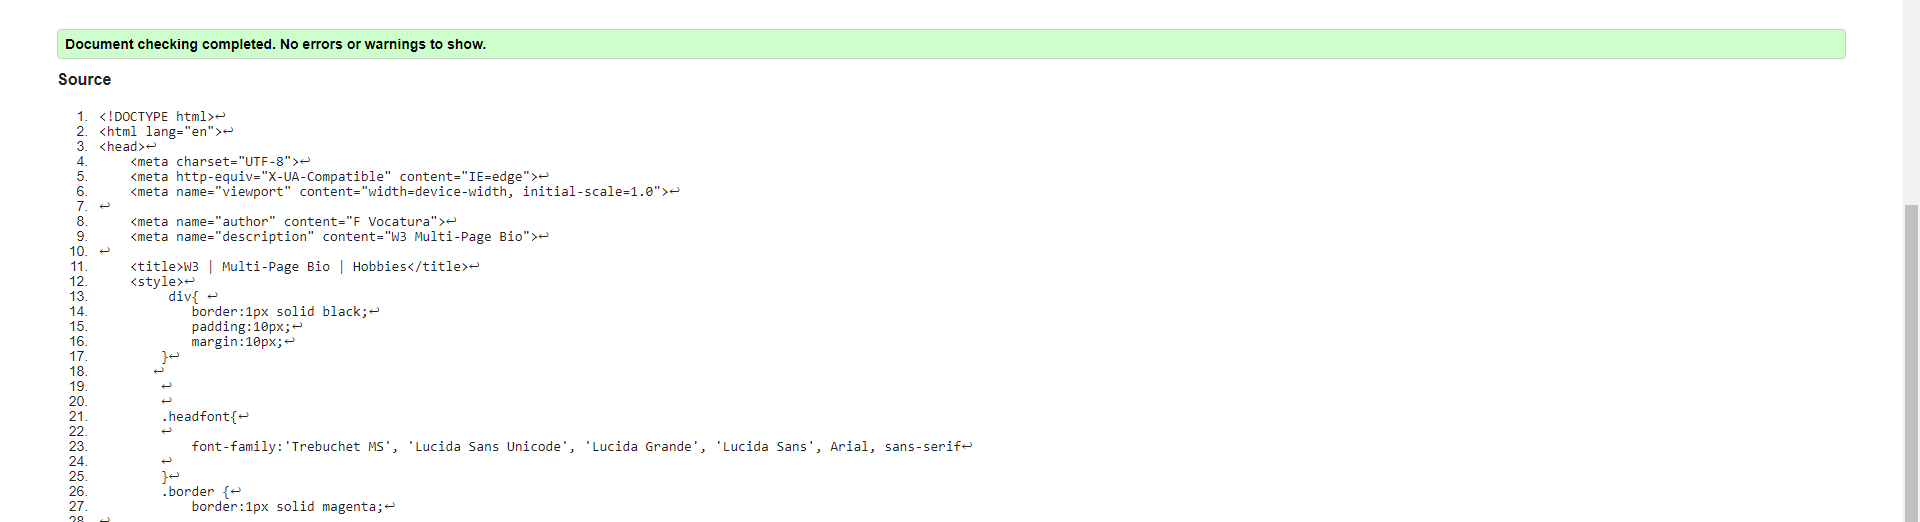 Document checking completed. No errors or warnings to show.
Source
1. <!DOCTYPE html>↩
2. <html lang="en">↩
3. <head>↩
4. <meta charset="UTF-8">↩
5. <meta http-equiv="X-UA-Compatible" content="IE=edge">↩
6. <meta name="viewport" content="width=device-width, initial-scale=1.0">↩
7. ↩
8. <meta name="author" content="F Vocatura">↩
9. <meta name="description" content="W3 Multi-Page Bio">↩
10. ↩
11. <title>W3 | Multi-Page Bio | Hobbies</title>↩
12. <style>↩
13. div{ ↩
14. border:1px solid black;↩
15. padding:10px;↩
16. margin:10px;↩
17. }↩
18. ↩
19. ↩
20. ↩
21. .headfont{↩
22. ↩
23. font-family:'Trebuchet MS', 'Lucida Sans Unicode', 'Lucida Grande', 'Lucida Sans', Arial, sans-serif↩
24. ↩
25. }↩
26. .border {↩
27. border:1px solid magenta;↩
28. ↩